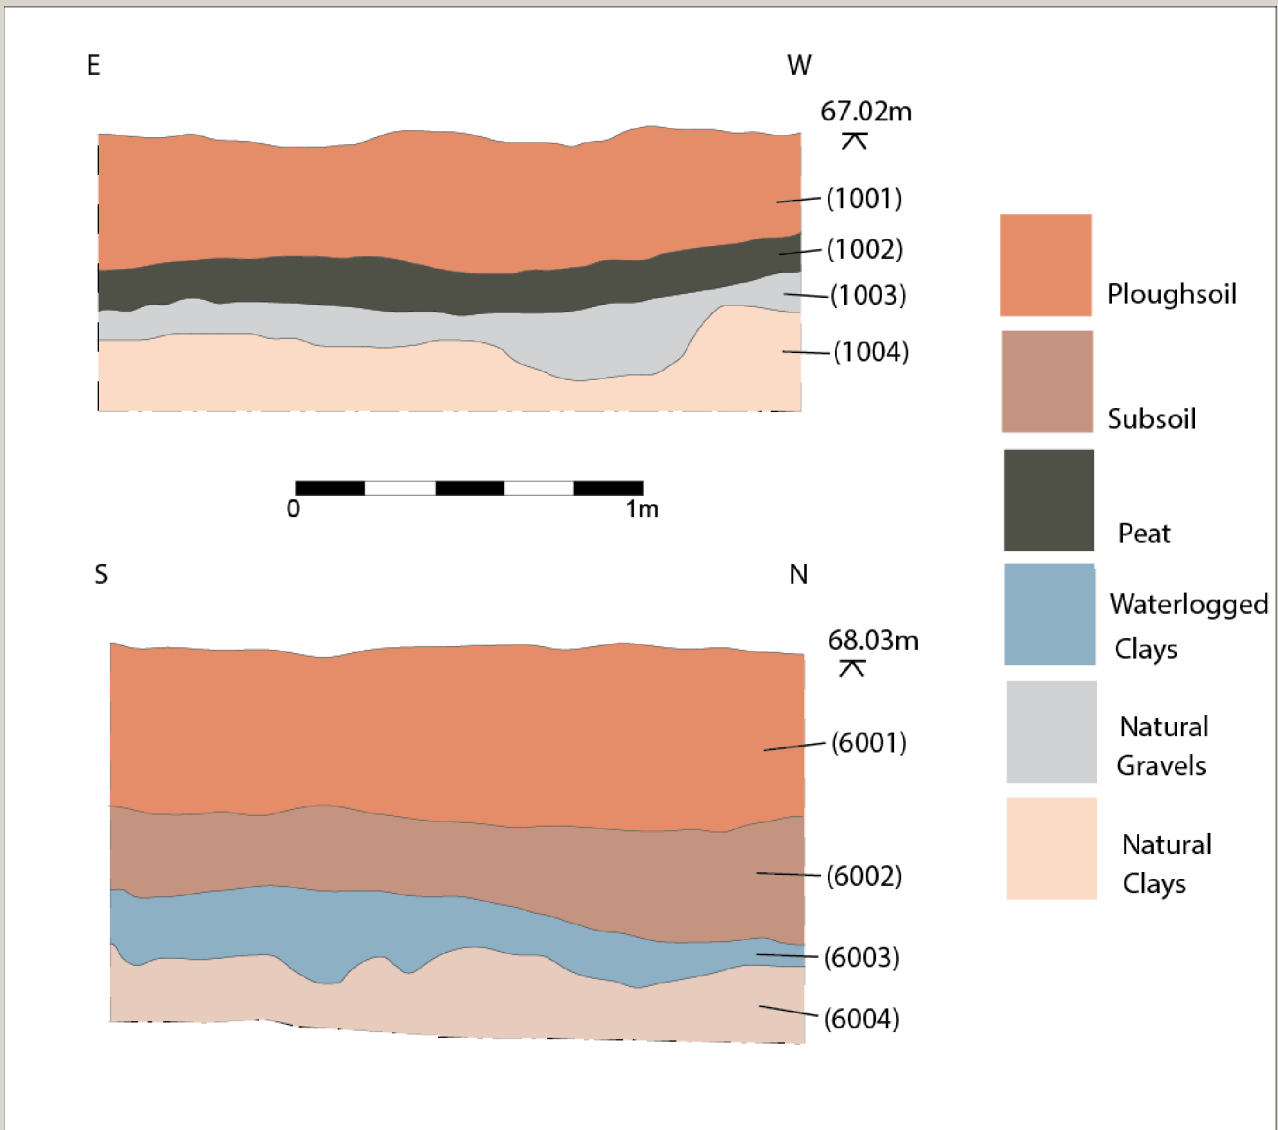 E
W
67.02m
(1001)
(1002)
(1003)
(1004)
0
1m
S
N
68.03m
(6001)
(6002)
(6003)
(6004)
Ploughsoil
Subsoil
Peat
Waterlogged
Clays
Natural
Gravels
Natural
Clays